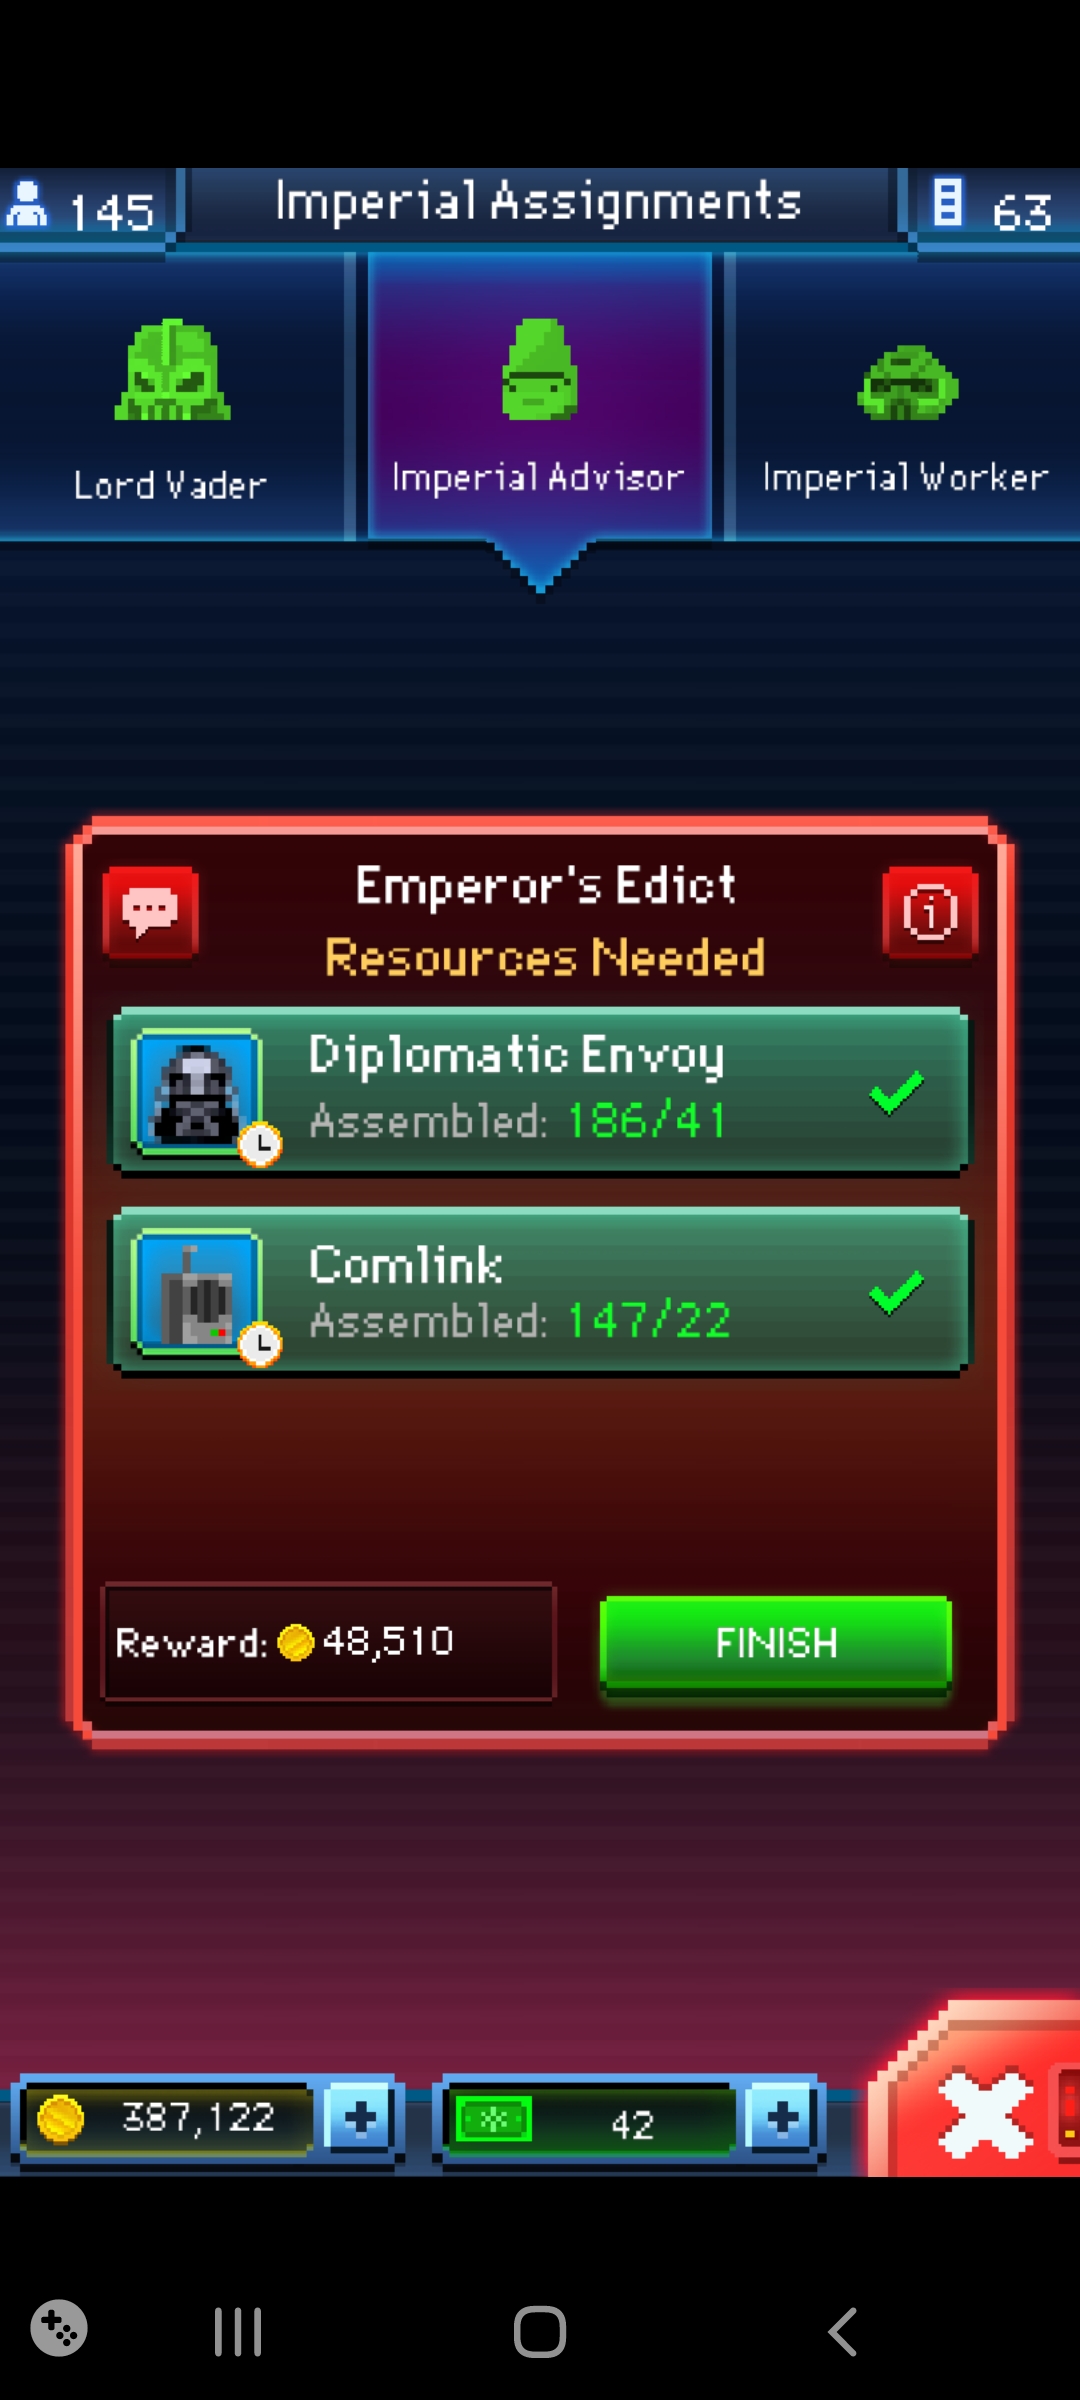 145
Imperial Assignments
63
Lord Vader
Imperial Advisor
Imperial Worker
Emperor's Edict
Resources Needed
Diplomatic Envoy
Assembled: 186/41
Comlink
Assembled: 147/22
Reward: 48,510
FINISH
387,122
42